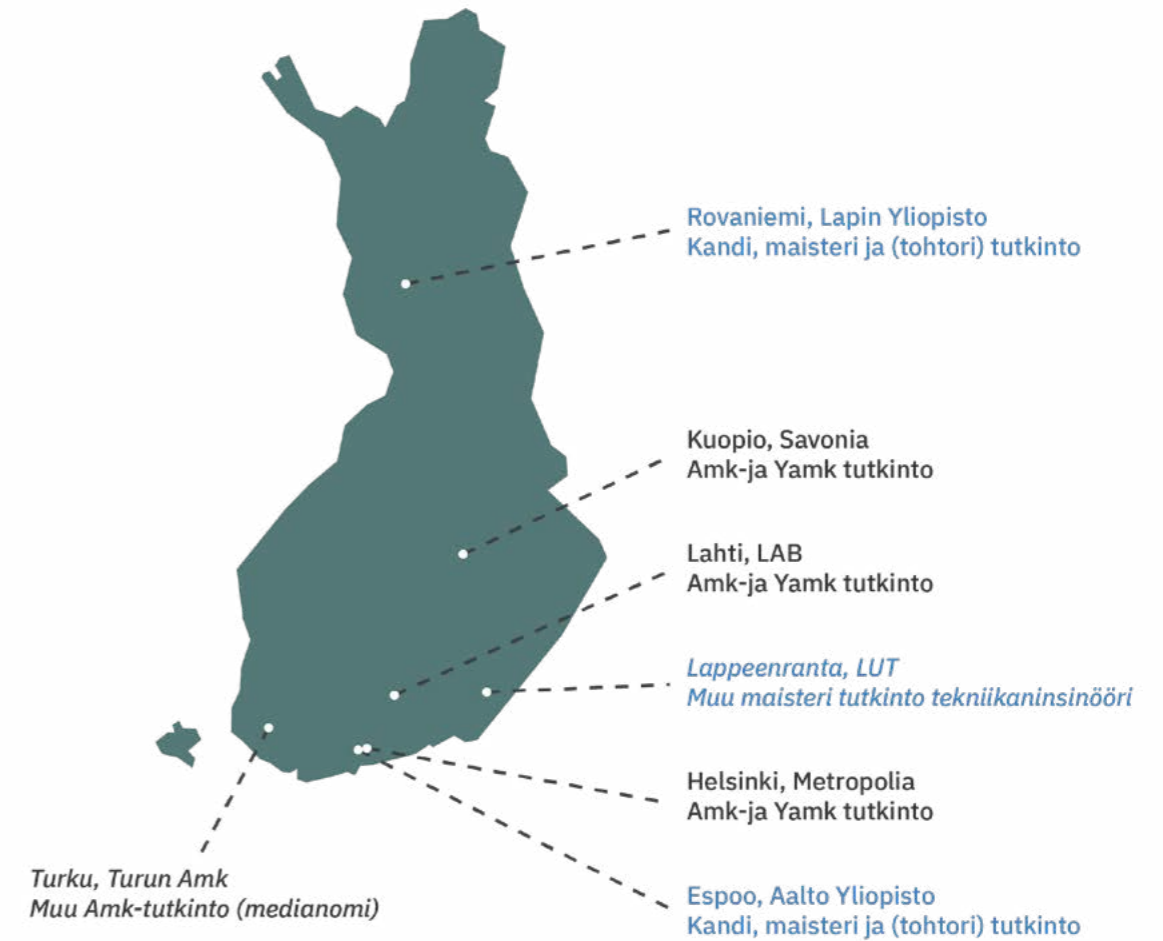 Rovaniemi, Lapin Yliopisto
Kandi, maisteri ja (tohtori) tutkinto
Kuopio, Savonia
Amk-ja Yamk tutkinto
Lahti, LAB
Amk-ja Yamk tutkinto
Lappeenranta, LUT
Muu maisteri tutkinto tekniikaninsinööri
Helsinki, Metropolia
Amk-ja Yamk tutkinto
Turku, Turun Amk
Muu Amk-tutkinto (medianomi)
Espoo, Aalto Yliopisto
Kandi, maisteri ja (tohtori) tutkinto